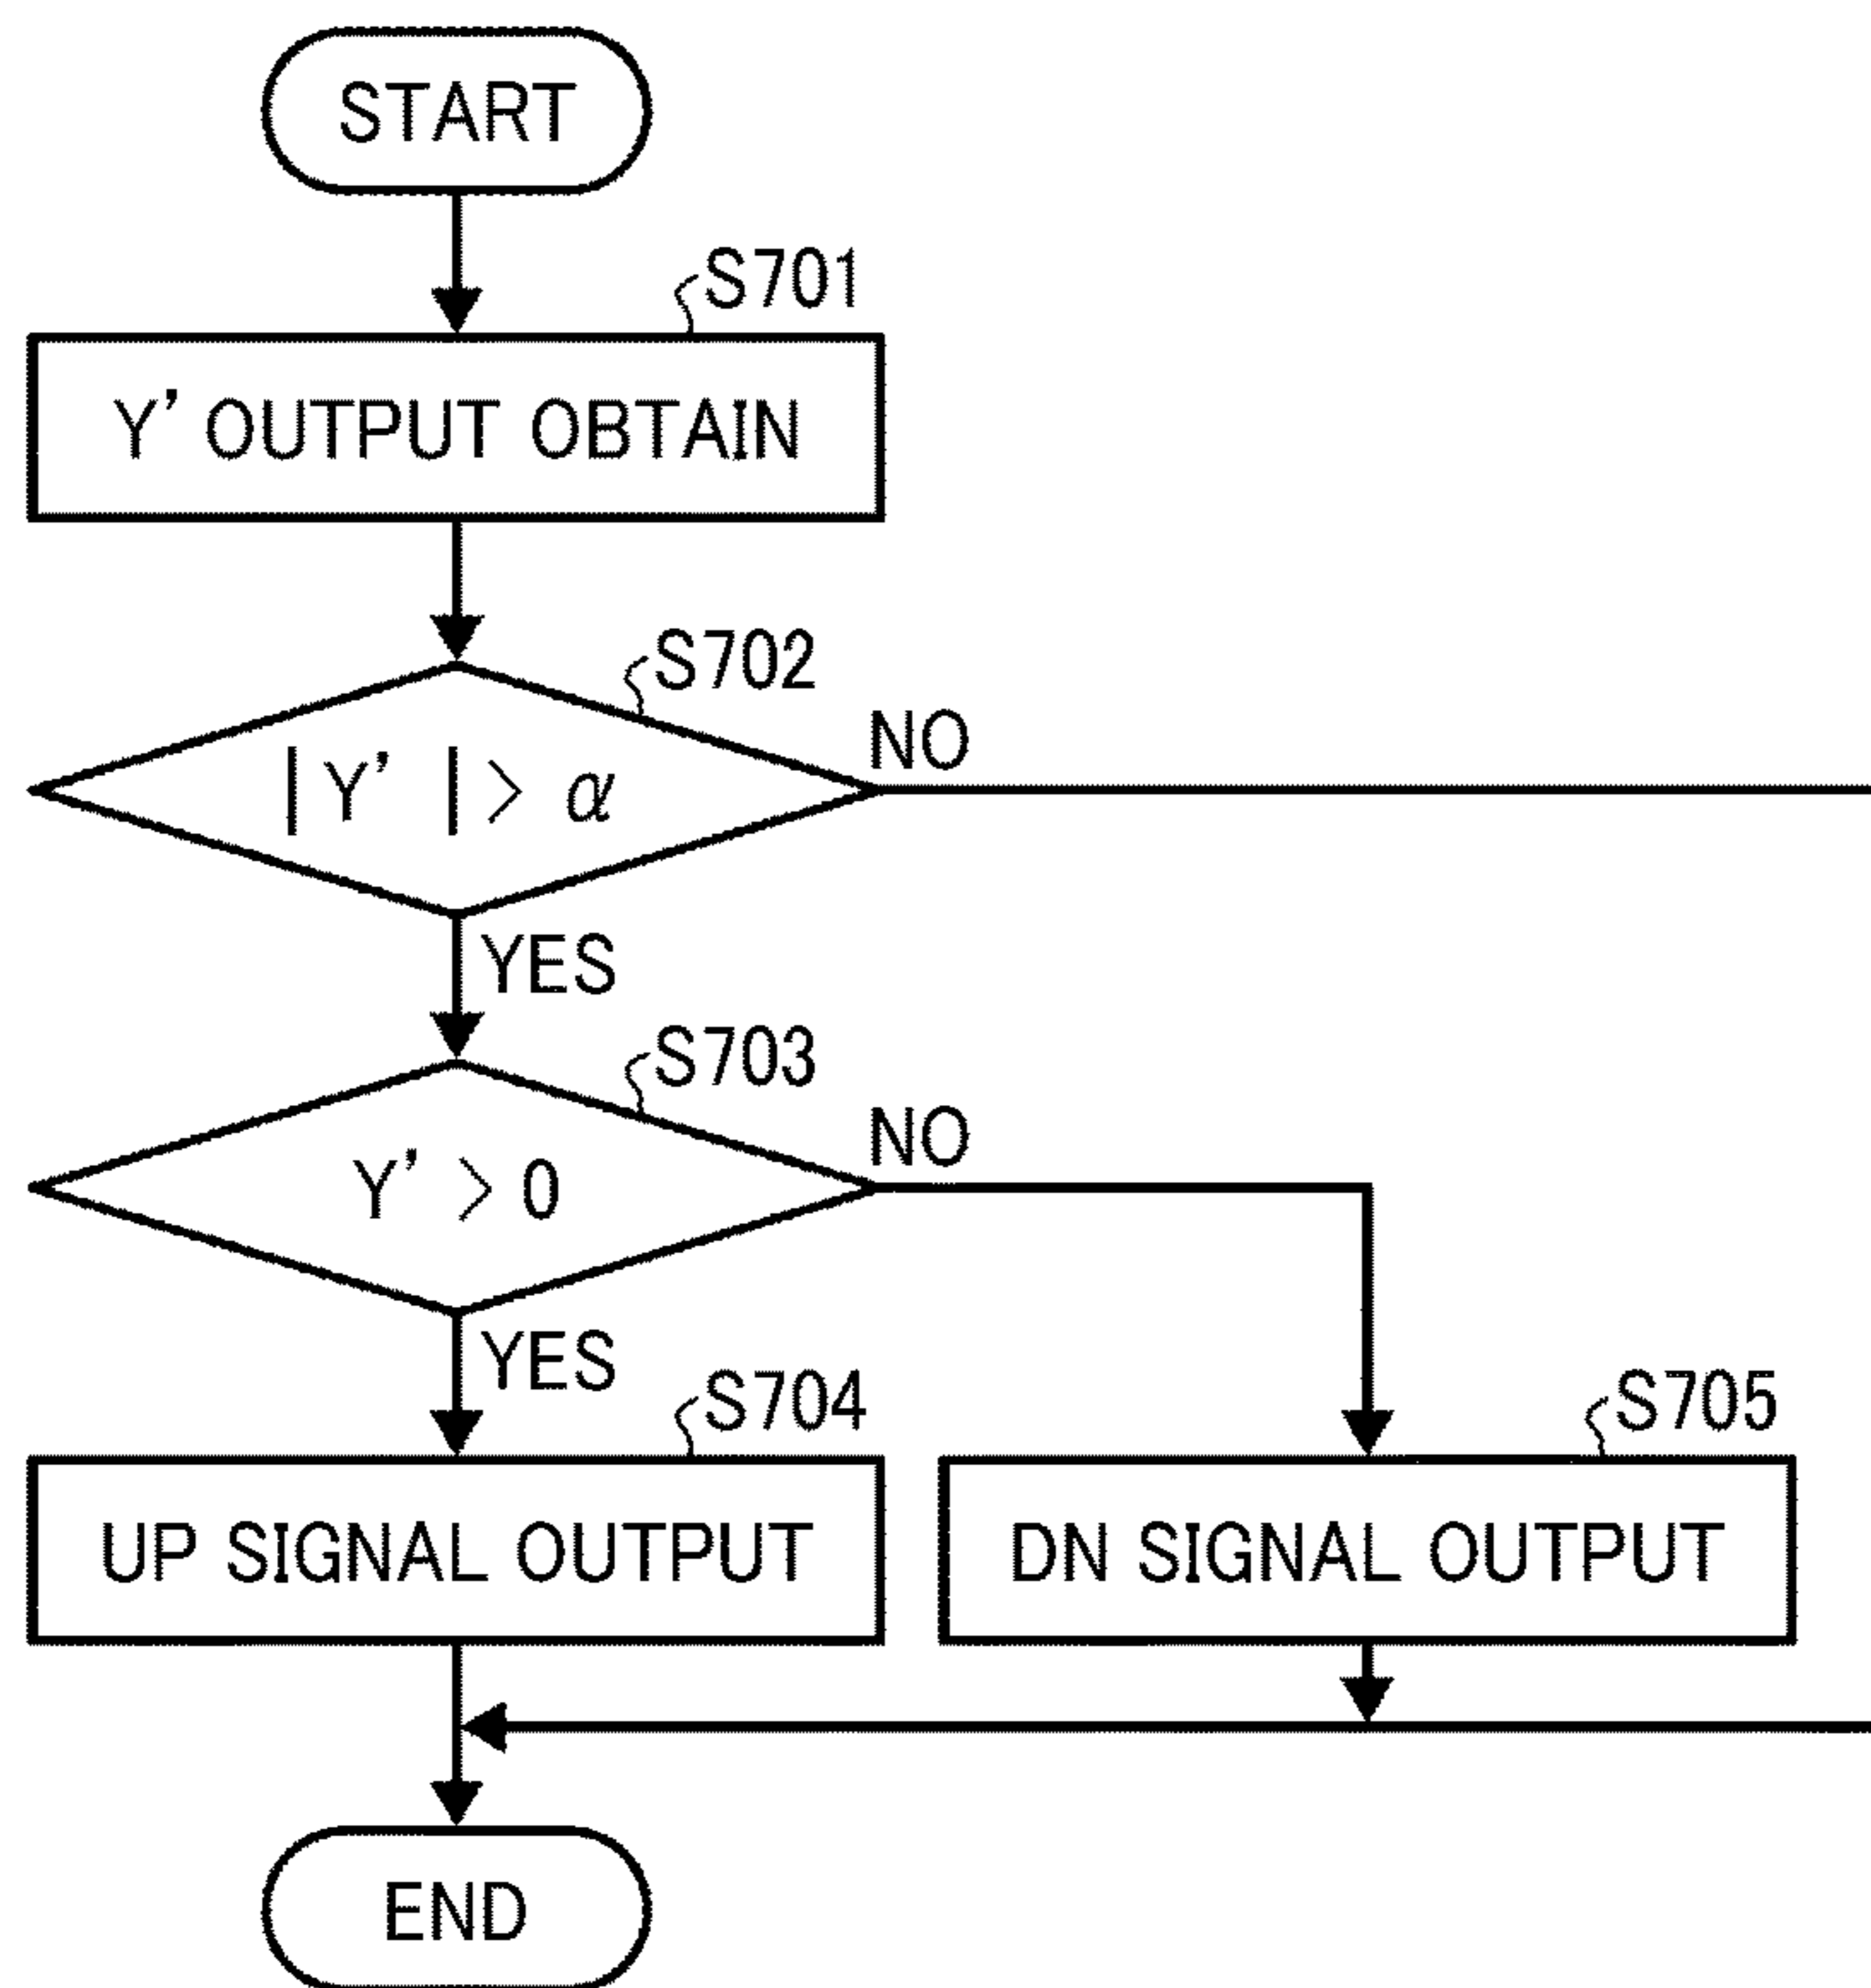 START
S701
Y' OUTPUT OBTAIN
S702
NO
|Y' |> α
YES
S703
NO
Y' > 0
YES
S704
S705
UP SIGNAL OUTPUT
DN SIGNAL OUTPUT
END